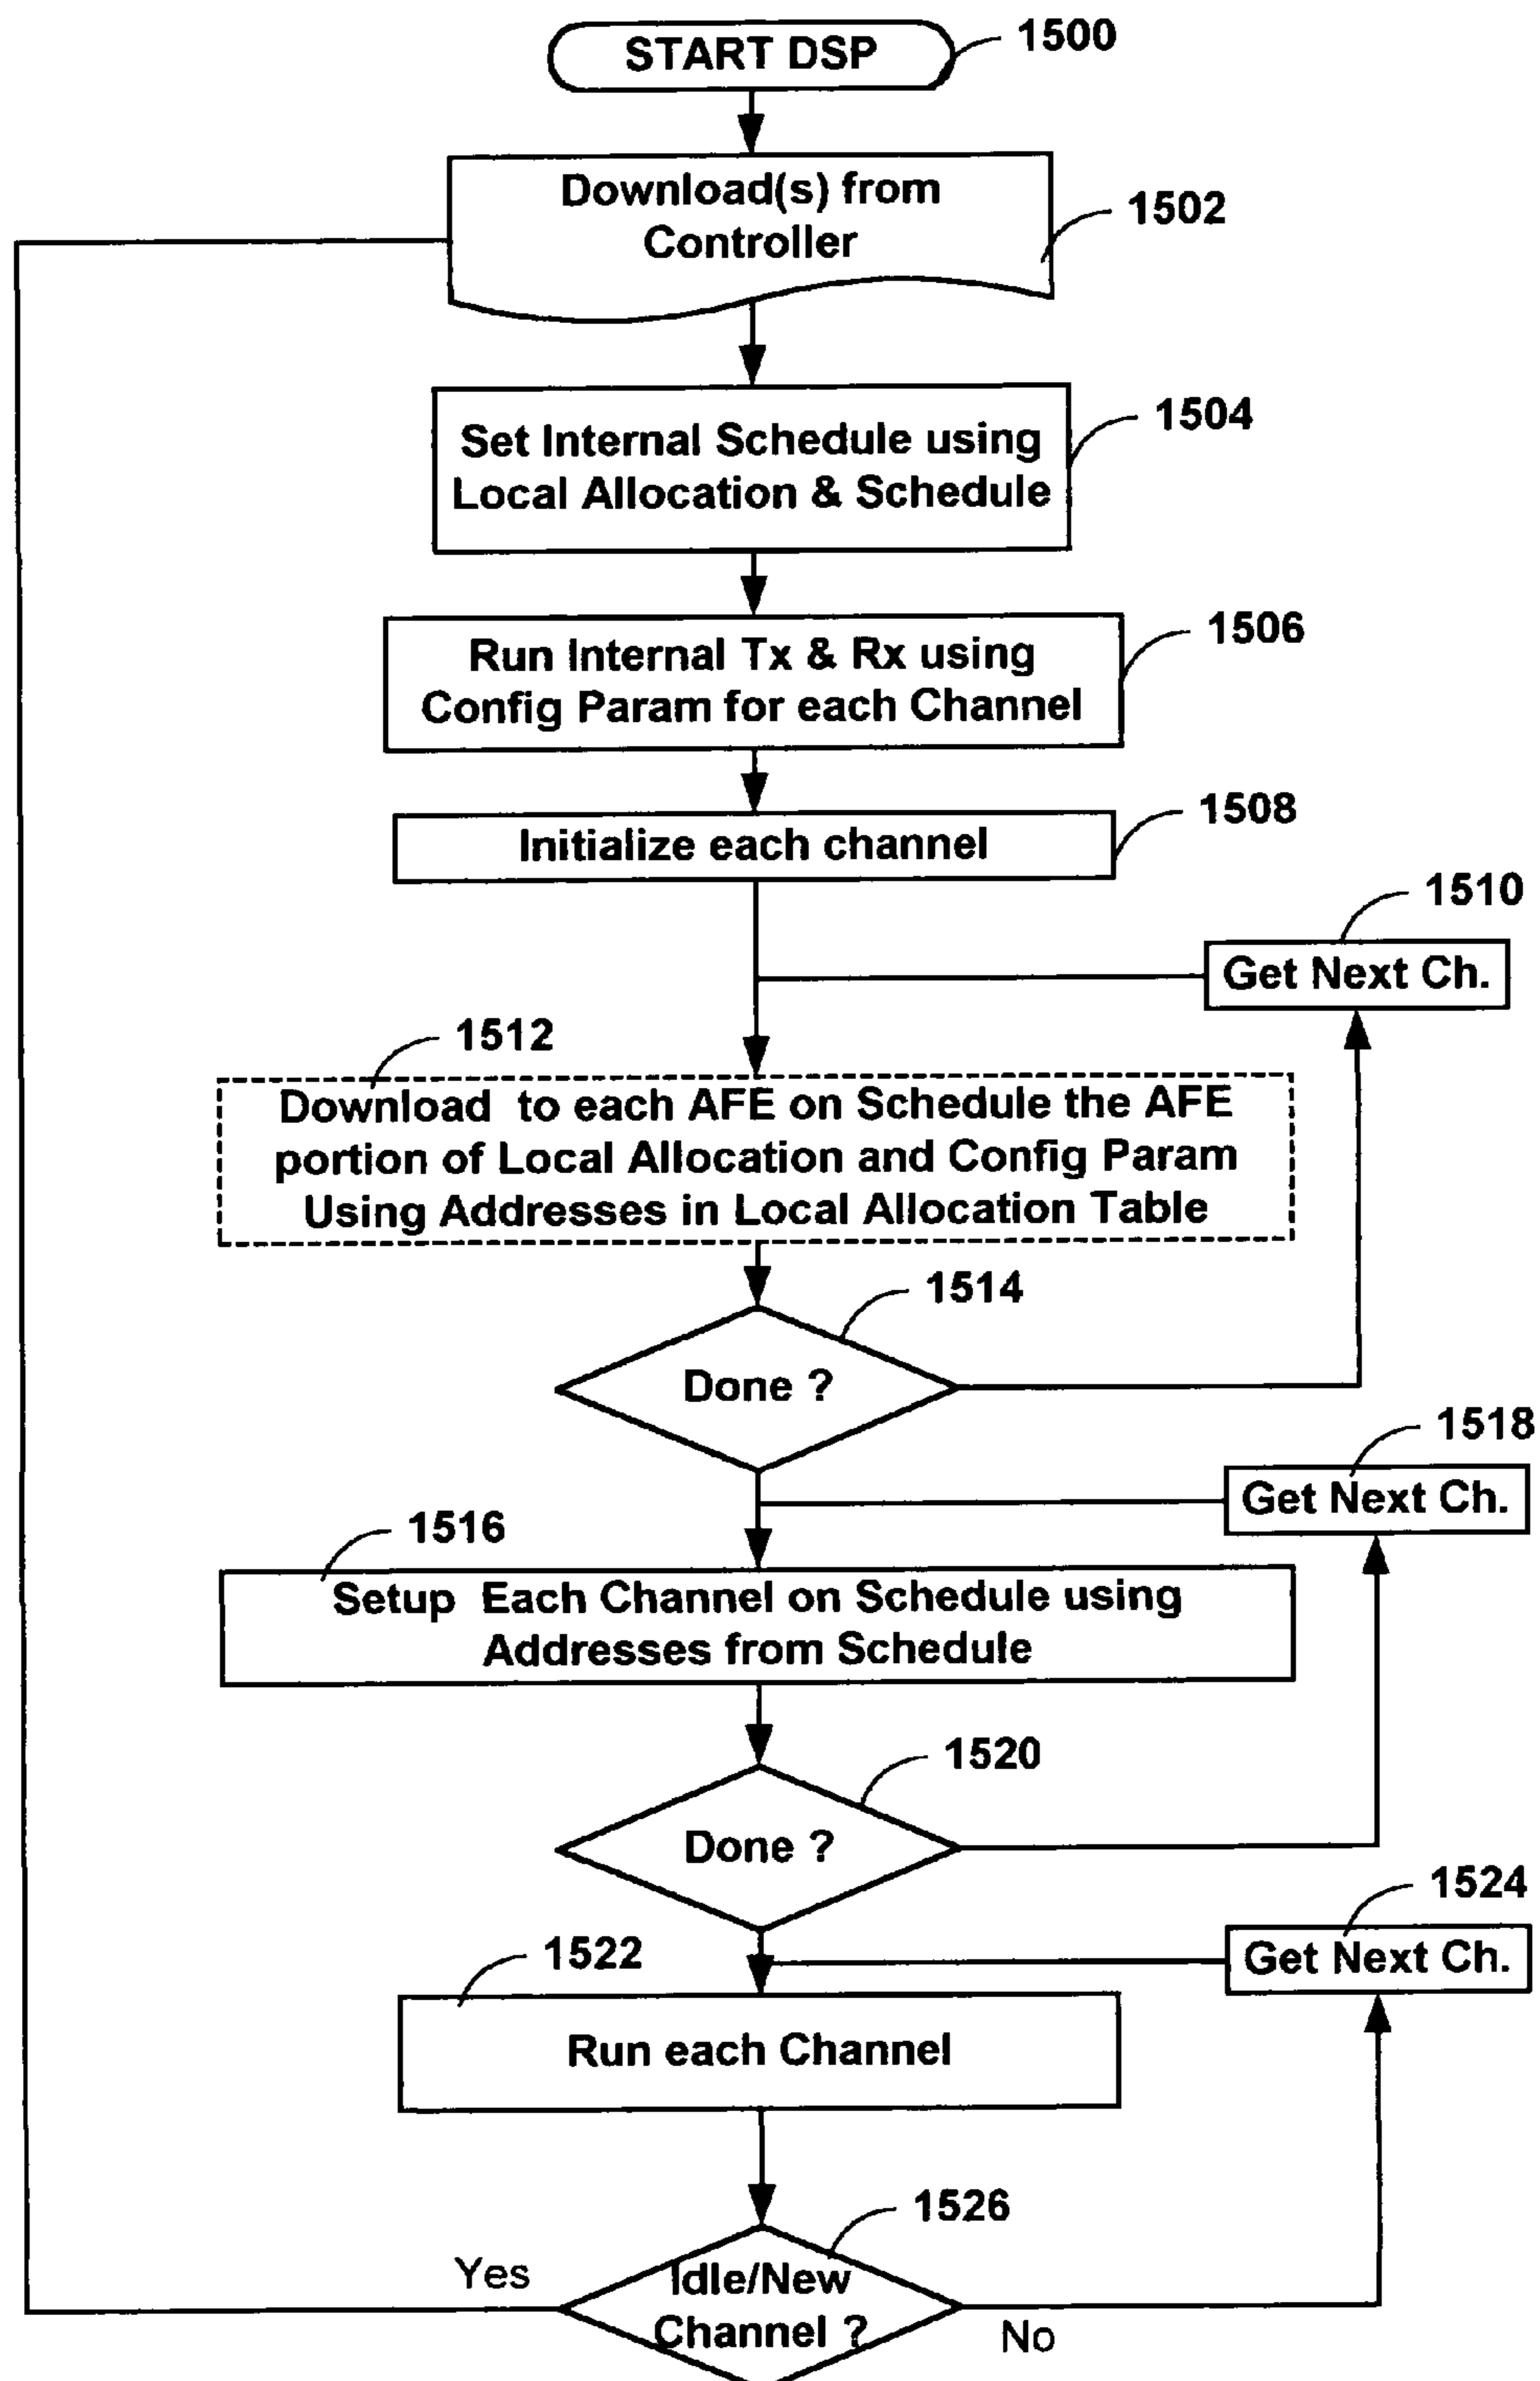 START DSP
1500
Download(s) from
Controller
1502
Set Internal Schedule using
Local Allocation & Schedule
1504
Run Internal Tx & Rx using
Config Param for each Channel
1506
Initialize each channel
1508
1510
Get Next Ch.
1512
Download to each AFE on Schedule the AFE
portion of Local Allocation and Config Param
Using Addresses in Local Allocation Table
1514
Done ?
1518
Get Next Ch.
1516
Setup Each Channel on Schedule using
Addresses from Schedule
1520
Done ?
1524
Get Next Ch.
1522
Run each Channel
1526
Idle/New
Channel ?
Yes
No